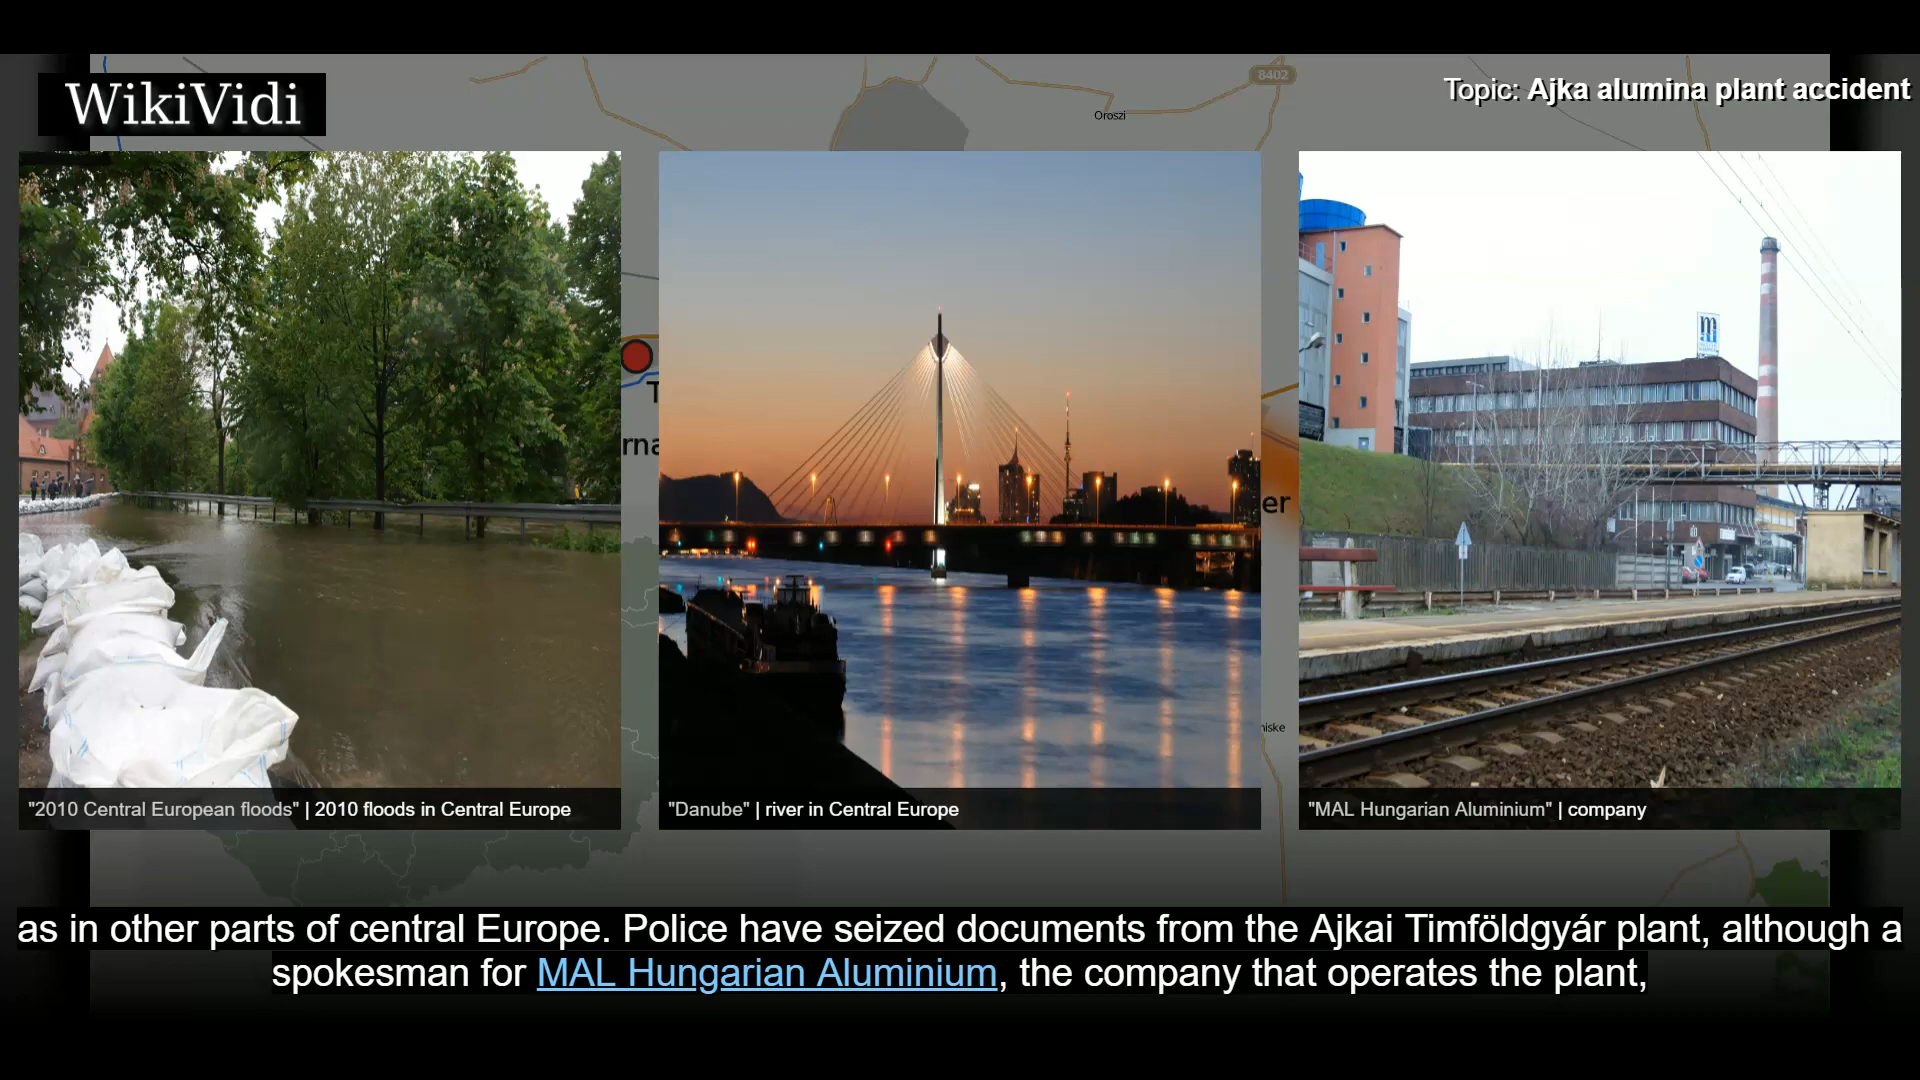 WikiVidi
Topic: Ajka alumina plant accident
8402
Oroszi
er
"2010 Central European floods" | 2010 floods in Central Europe
"Danube" | river in Central Europe
"MAL Hungarian Aluminium" | company
as in other parts of central Europe. Police have seized documents from the Ajkai Timföldgyár plant, although a
spokesman for MAL Hungarian Aluminium, the company that operates the plant,